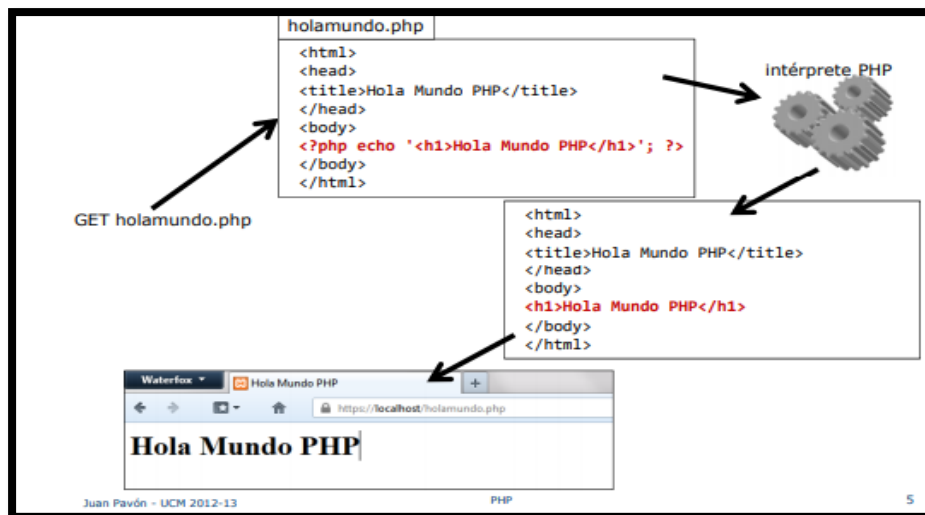 holamundo.php
<html>
<head>
<title>Hola Mundo PHP</title>
</head>
<body>
<?php echo '<h1>Hola Mundo PHP</h1>'; ?>
</body>
</html>
intérprete PHP
GET holamundo.php
<html>
<head>
<title>Hola Mundo PHP</title>
</head>
<body>
<h1>Hola Mundo PHP</h1>
</body>
</html>
Waterfox
Hola Mundo PHP
https://localhost/holamundo.php
Hola Mundo PHP
Juan Pavón - UCM 2012-13
PHP
5